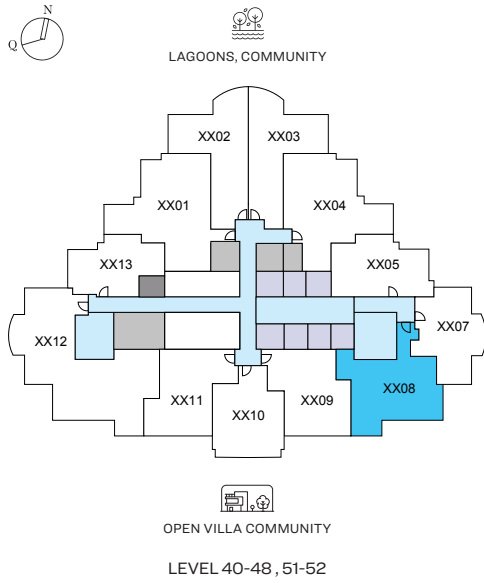 N
Q
LAGOONS, COMMUNITY
XX02 XX03
XX01 XX04
XX13 XX05
XX12 XX07
XX08
XX11 XX09
XX10
OPEN VILLA COMMUNITY
LEVEL 40-48 , 51-52